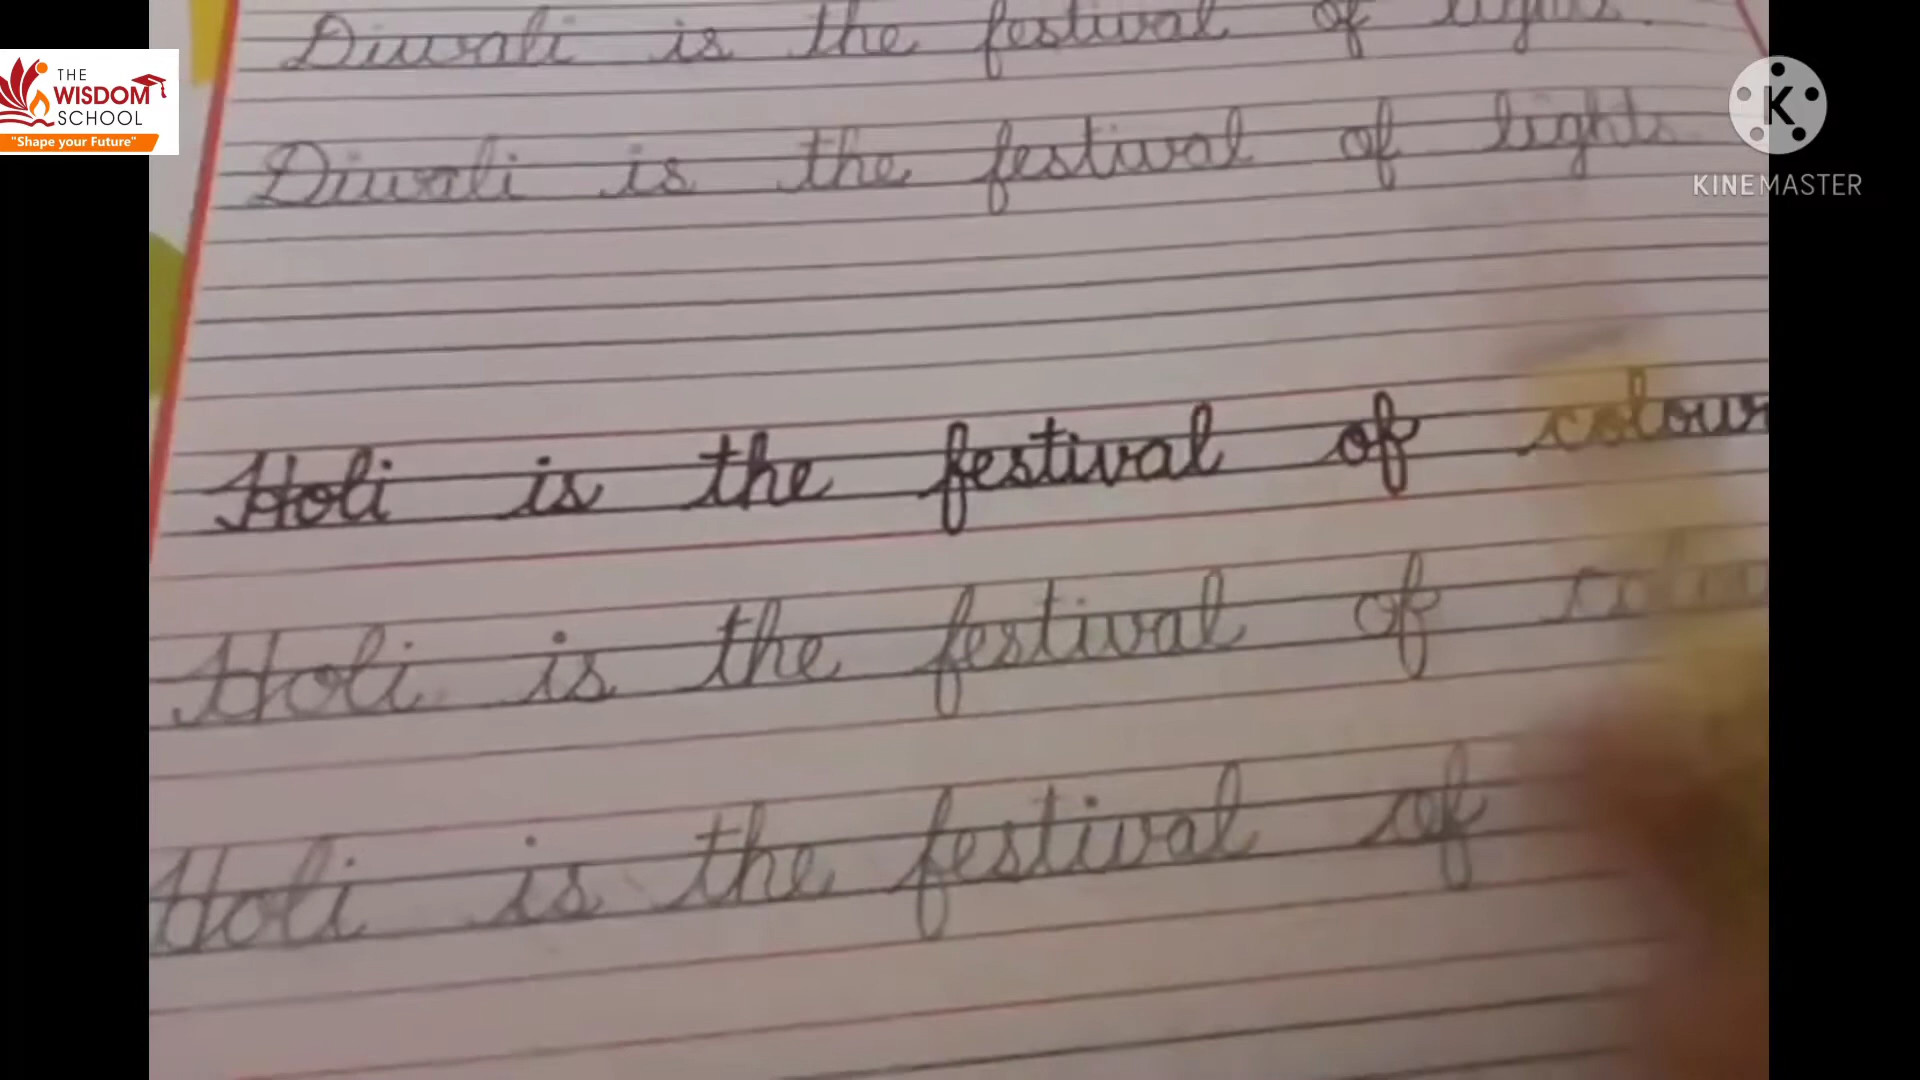 Diwali is the festival of lights.
THE
WISDOM
SCHOOL
"Shape your Future"
Diwali is the festival of lights
KINEMASTER
Holi is the festival of colour
Holi is the festival of
Holi is the festival of